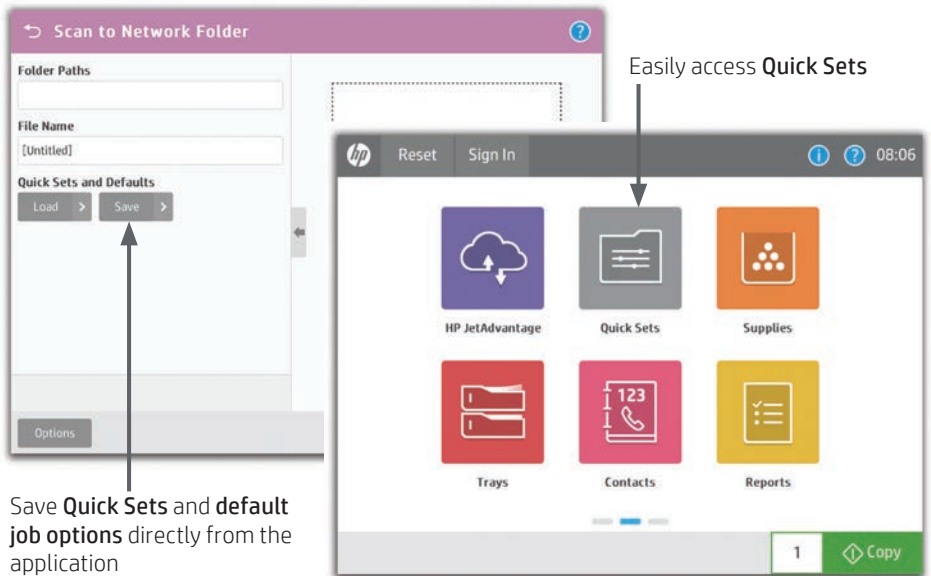 Scan to Network Folder
?
Folder Paths
File Name
[Untitled]
Quick Sets and Defaults
Load >
Save >
Options
Save Quick Sets and default
job options directly from the
application
Easily access Quick Sets
hp
Reset
Sign In
i
?
08:06
HP JetAdvantage
Quick Sets
Supplies
123
Trays
Contacts
Reports
1
Copy